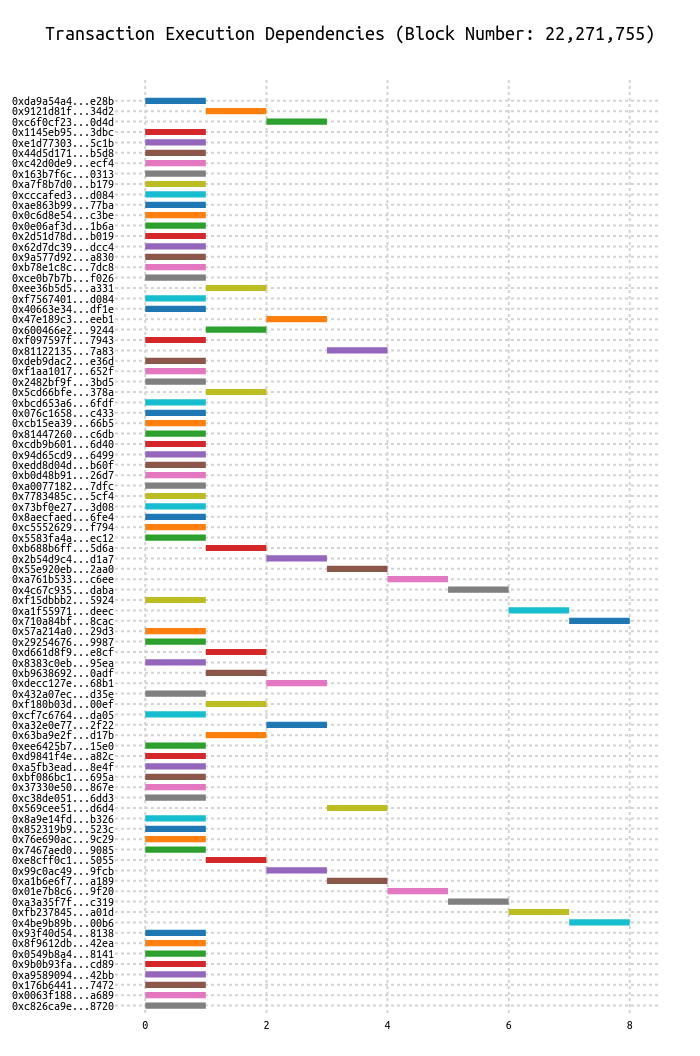 Transaction Execution Dependencies (Block Number: 22,271,755)
0xda9a54a4...e28b
0x9121d81f...34d2
0xc6f0cf23...0d4d
0x1145eb95...3dbc
0xe1d77303...5c1b
0x44d5d171...b5d8
0xc42d0de9...ecf4
0x163b7f6c...0313
0xa7f8b7d0...b179
0xcccafed3...d084
0xae863b99...77ba
0x0c6d8e54...c3be
0x0e06af3d...1b6a
0x2d51d78d...b019
0x62d7dc39...dcc4
0x9a577d92...a830
0xb78e1c8c...7dc8
0xce0b7b7b...f026
0xee36b5d5...a331
0xf7567401...d084
0x40663e34...df1e
0x47e189c3...eeb1
0x600466e2...9244
0xf097597f...7943
0x81122135...7a83
0xdeb9dac2...e36d
0xf1aa1017...652f
0x2482bf9f...3bd5
0x5cd66bfe...378a
0xbcd653a6...6fdf
0x076c1658...c433
0xcb15ea39...66b5
0x81447260...c6db
0xcdb9b601...6d40
0x94d65cd9...6499
0xedd8d04d...b60f
0xb0d48b91...26d7
0xa0077182...7dfc
0x7783485c...5cf4
0x73bf0e27...3d08
0x8aecfaed...6fe4
0xc5552629...f794
0x5583fa4a...ec12
0xb688b6ff...5d6a
0x2b54d9c4...d1a7
0x55e920eb...2aa0
0xa761b533...c6ee
0x4c67c935...daba
0xf15dbbb2...5924
0xa1f55971...deec
0x710a84bf...8cac
0x57a214a0...29d3
0x29254676...9987
0xd661d8f9...e8cf
0x8383c0eb...95ea
0xb9638692...0adf
0xdecc127e...68b1
0x432a07ec...d35e
0xf180b03d...00ef
0xcf7c6764...da05
0xa32e0e77...2f22
0x63ba9e2f...d17b
0xee6425b7...15e0
0xd9841f4e...a82c
0xa5fb3ead...8e4f
0xbf086bc1...695a
0x37330e50...867e
0xc38de051...6dd3
0x569cee51...d6d4
0x8a9e14fd...b326
0x852319b9...523c
0x76e690ac...9c29
0x7467aed0...9085
0xe8cff0c1...5055
0x99c0ac49...9fcb
0xa1b6e6f7...a189
0x01e7b8c6...9f20
0xa3a35f7f...c319
0xfb237845...a01d
0x4be9b89b...00b6
0x93f40d54...8138
0x8f9612db...42ea
0x0549b8a4...8141
0x9b0b93fa...cd89
0xa9589094...42bb
0x176b6441...7472
0x0063f188...a689
0xc826ca9e...8720
0 2 4 6 8